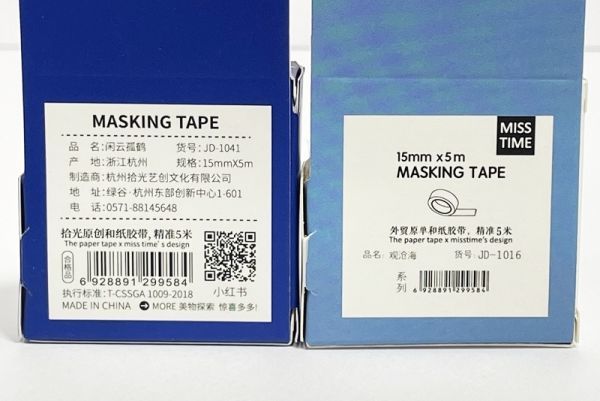 MASKING TAPE
品 名:闲云孤鹤 货号:JD-1041
产 地:浙江杭州 规格:15mmX5m
制造商:杭州拾光艺创文化有限公司
地 址:绿谷·杭州东部创新中心1-601
电 话:0571-88145648
拾光原创和纸胶带,精准5米
The paper tape x miss time`s design
合格品
6 928891 299584
小红书
执行标准:T-CSSGA 1009-2018
MADE IN CHINA MORE 美物探索 惊喜多多!
MISS
TIME
15mm x5m
MASKING TAPE
外贸原单和纸胶带、精准5米
The paper tape x misstime's design
品名:观沧海 货号:JD-1016
系列
6 928891 299584